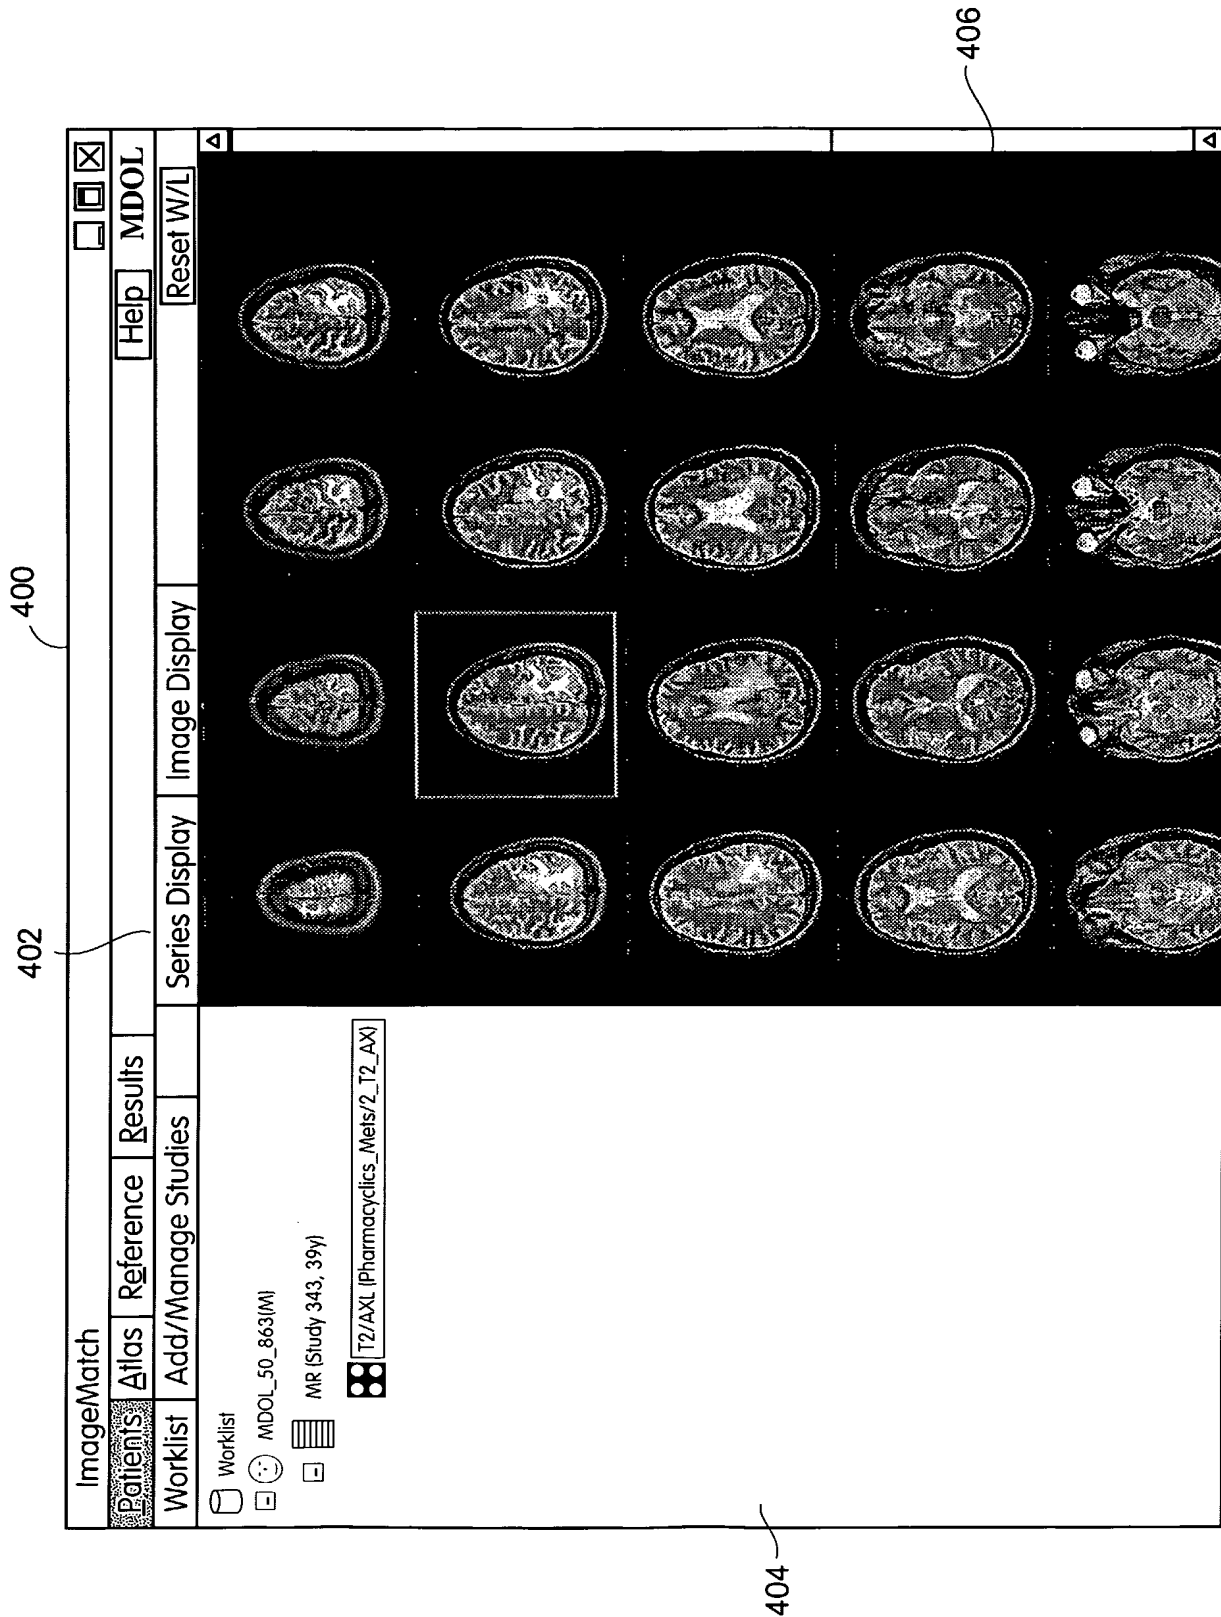 400
402
ImageMatch
Patients Atlas Reference Results Help MDOL
Worklist Add/Manage Studies Series Display Image Display Reset W/L
Worklist
MDOL_50_863(M)
MR (Study 343, 39y)
T2/AXL (Pharmacyclics_Mets/2_T2_AX)
404
406